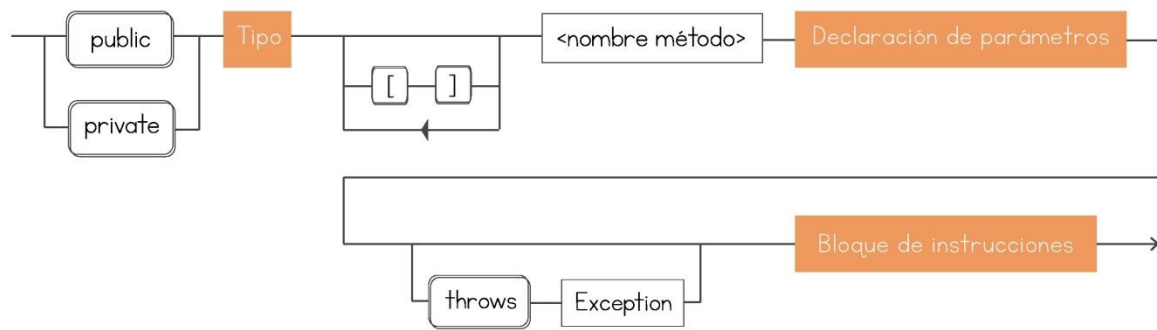 public Tipo <nombre método> Declaración de parámetros
[ ]
private
Bloque de instrucciones
throws Exception